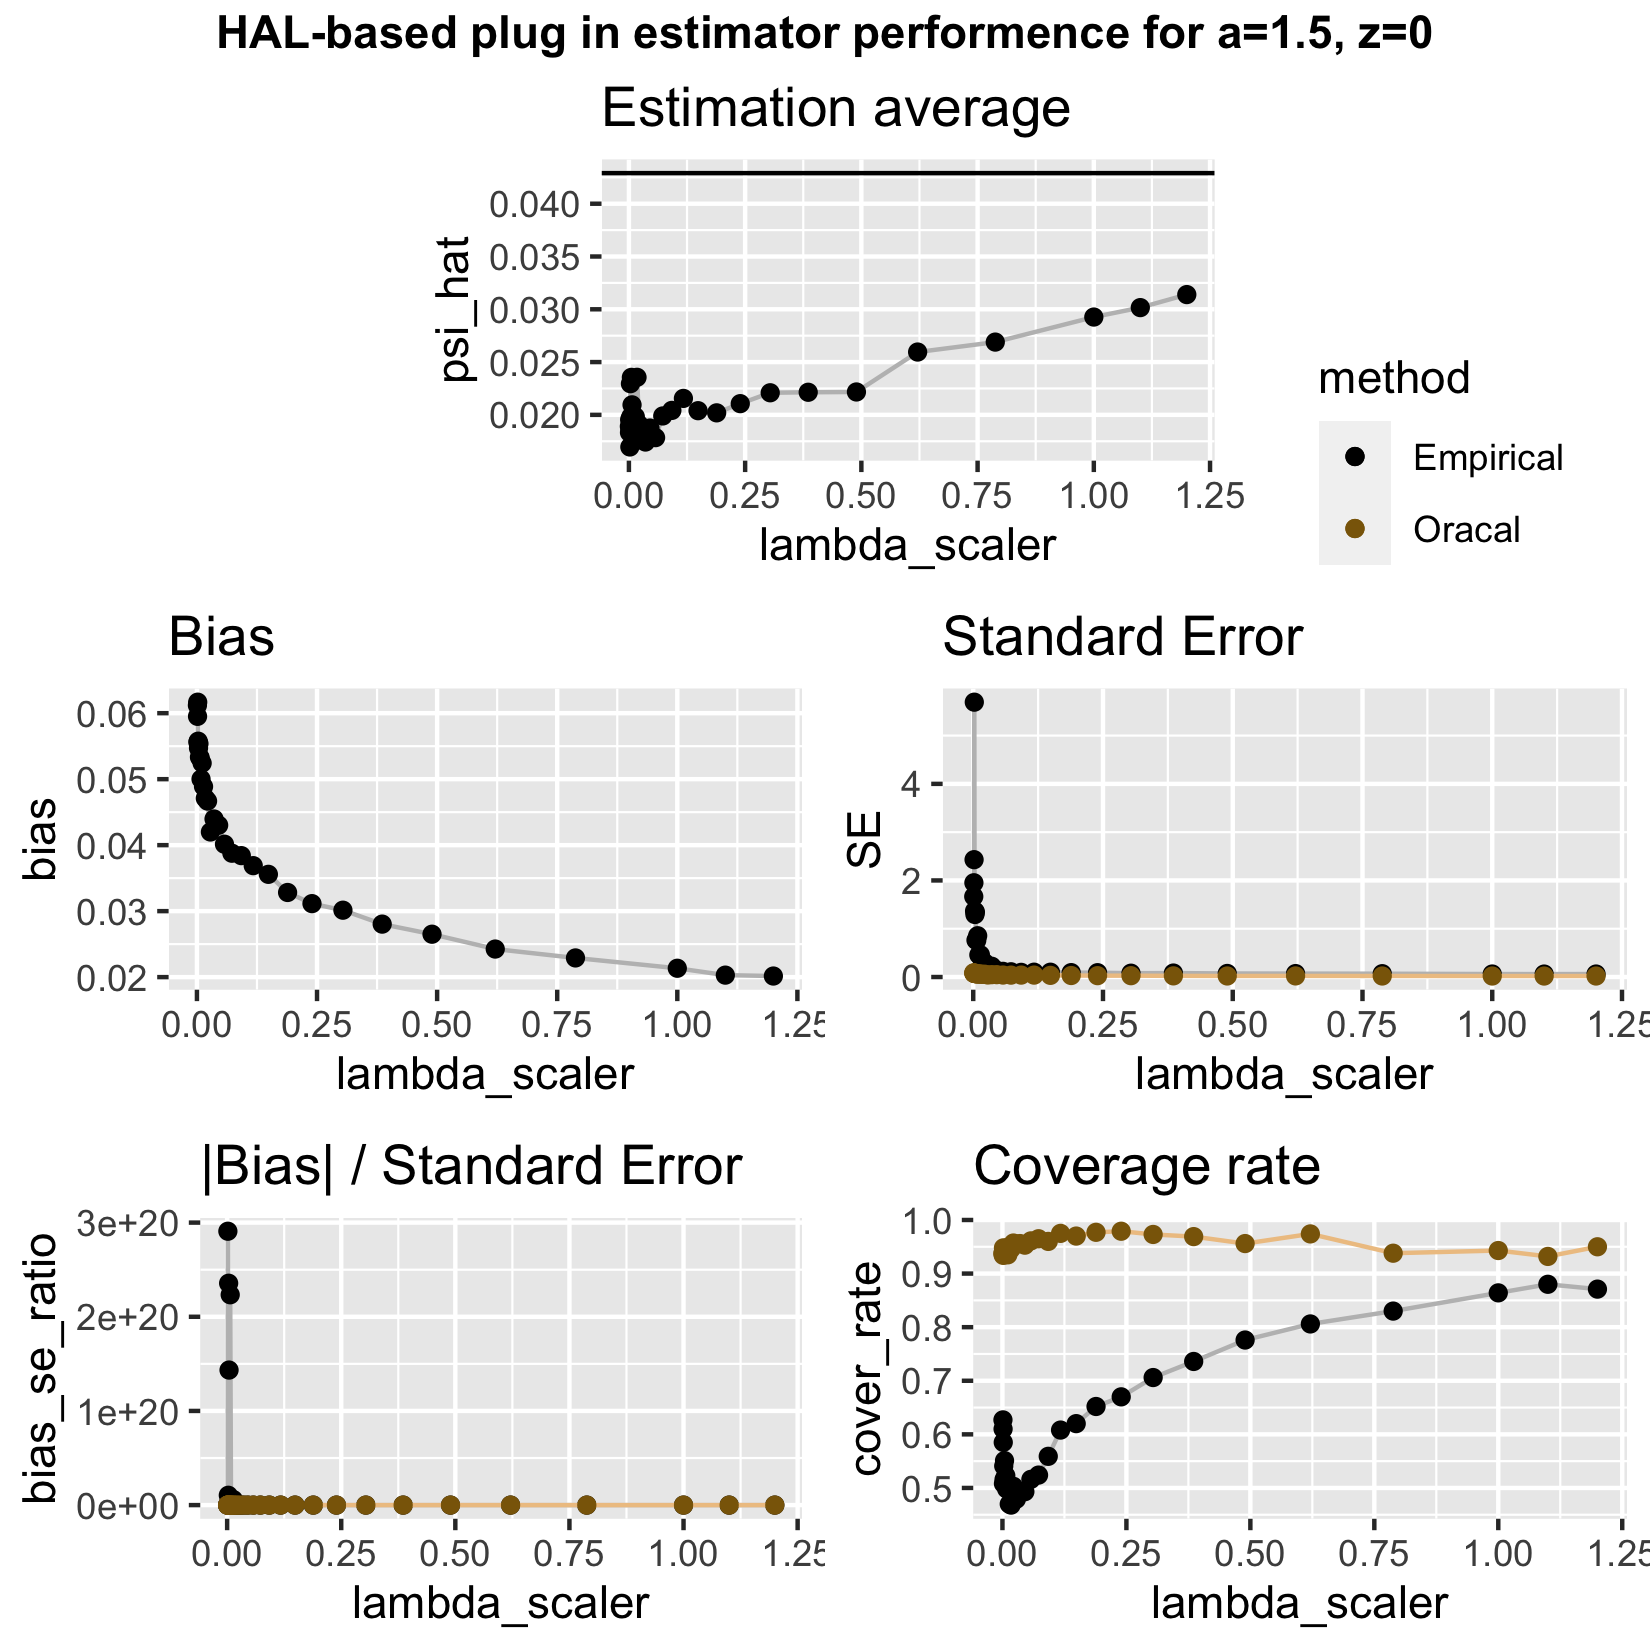 HAL-based plug in estimator performence for a=1.5, z=0
Estimation average
psi_hat
0.040
0.035
0.030
0.025
0.020
0.00 0.25 0.50 0.75 1.00 1.25
lambda_scaler
method
Empirical
Oracal
Bias
bias
0.06
0.05
0.04
0.03
0.02
0.00 0.25 0.50 0.75 1.00 1.25
lambda_scaler
Standard Error
SE
4
2
0
0.00 0.25 0.50 0.75 1.00 1.25
lambda_scaler
|Bias| / Standard Error
bias_se_ratio
3e+20
2e+20
1e+20
0e+00
0.00 0.25 0.50 0.75 1.00 1.25
lambda_scaler
Coverage rate
cover_rate
1.0
0.9
0.8
0.7
0.6
0.5
0.00 0.25 0.50 0.75 1.00 1.25
lambda_scaler